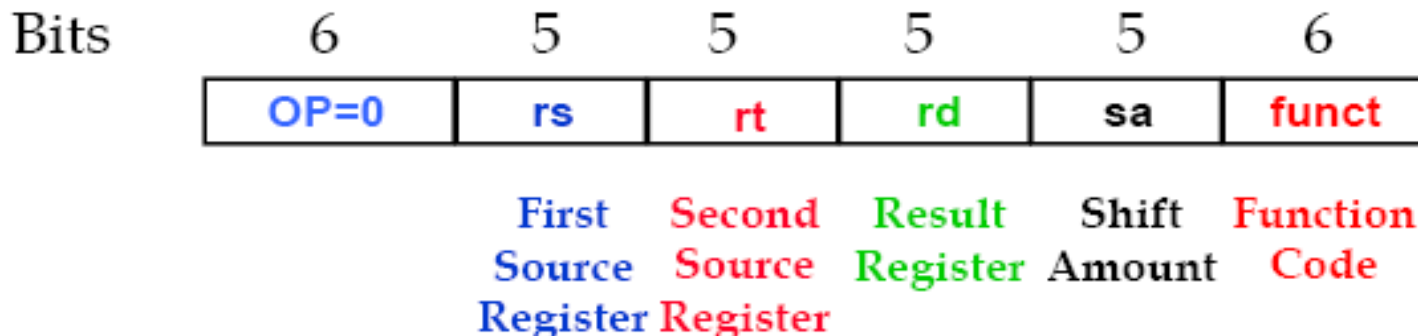 Bits 6 5 5 5 5 6
OP=0 rs rt rd sa funct
First Second Result Shift Function
Source Source Register Amount Code
Register Register